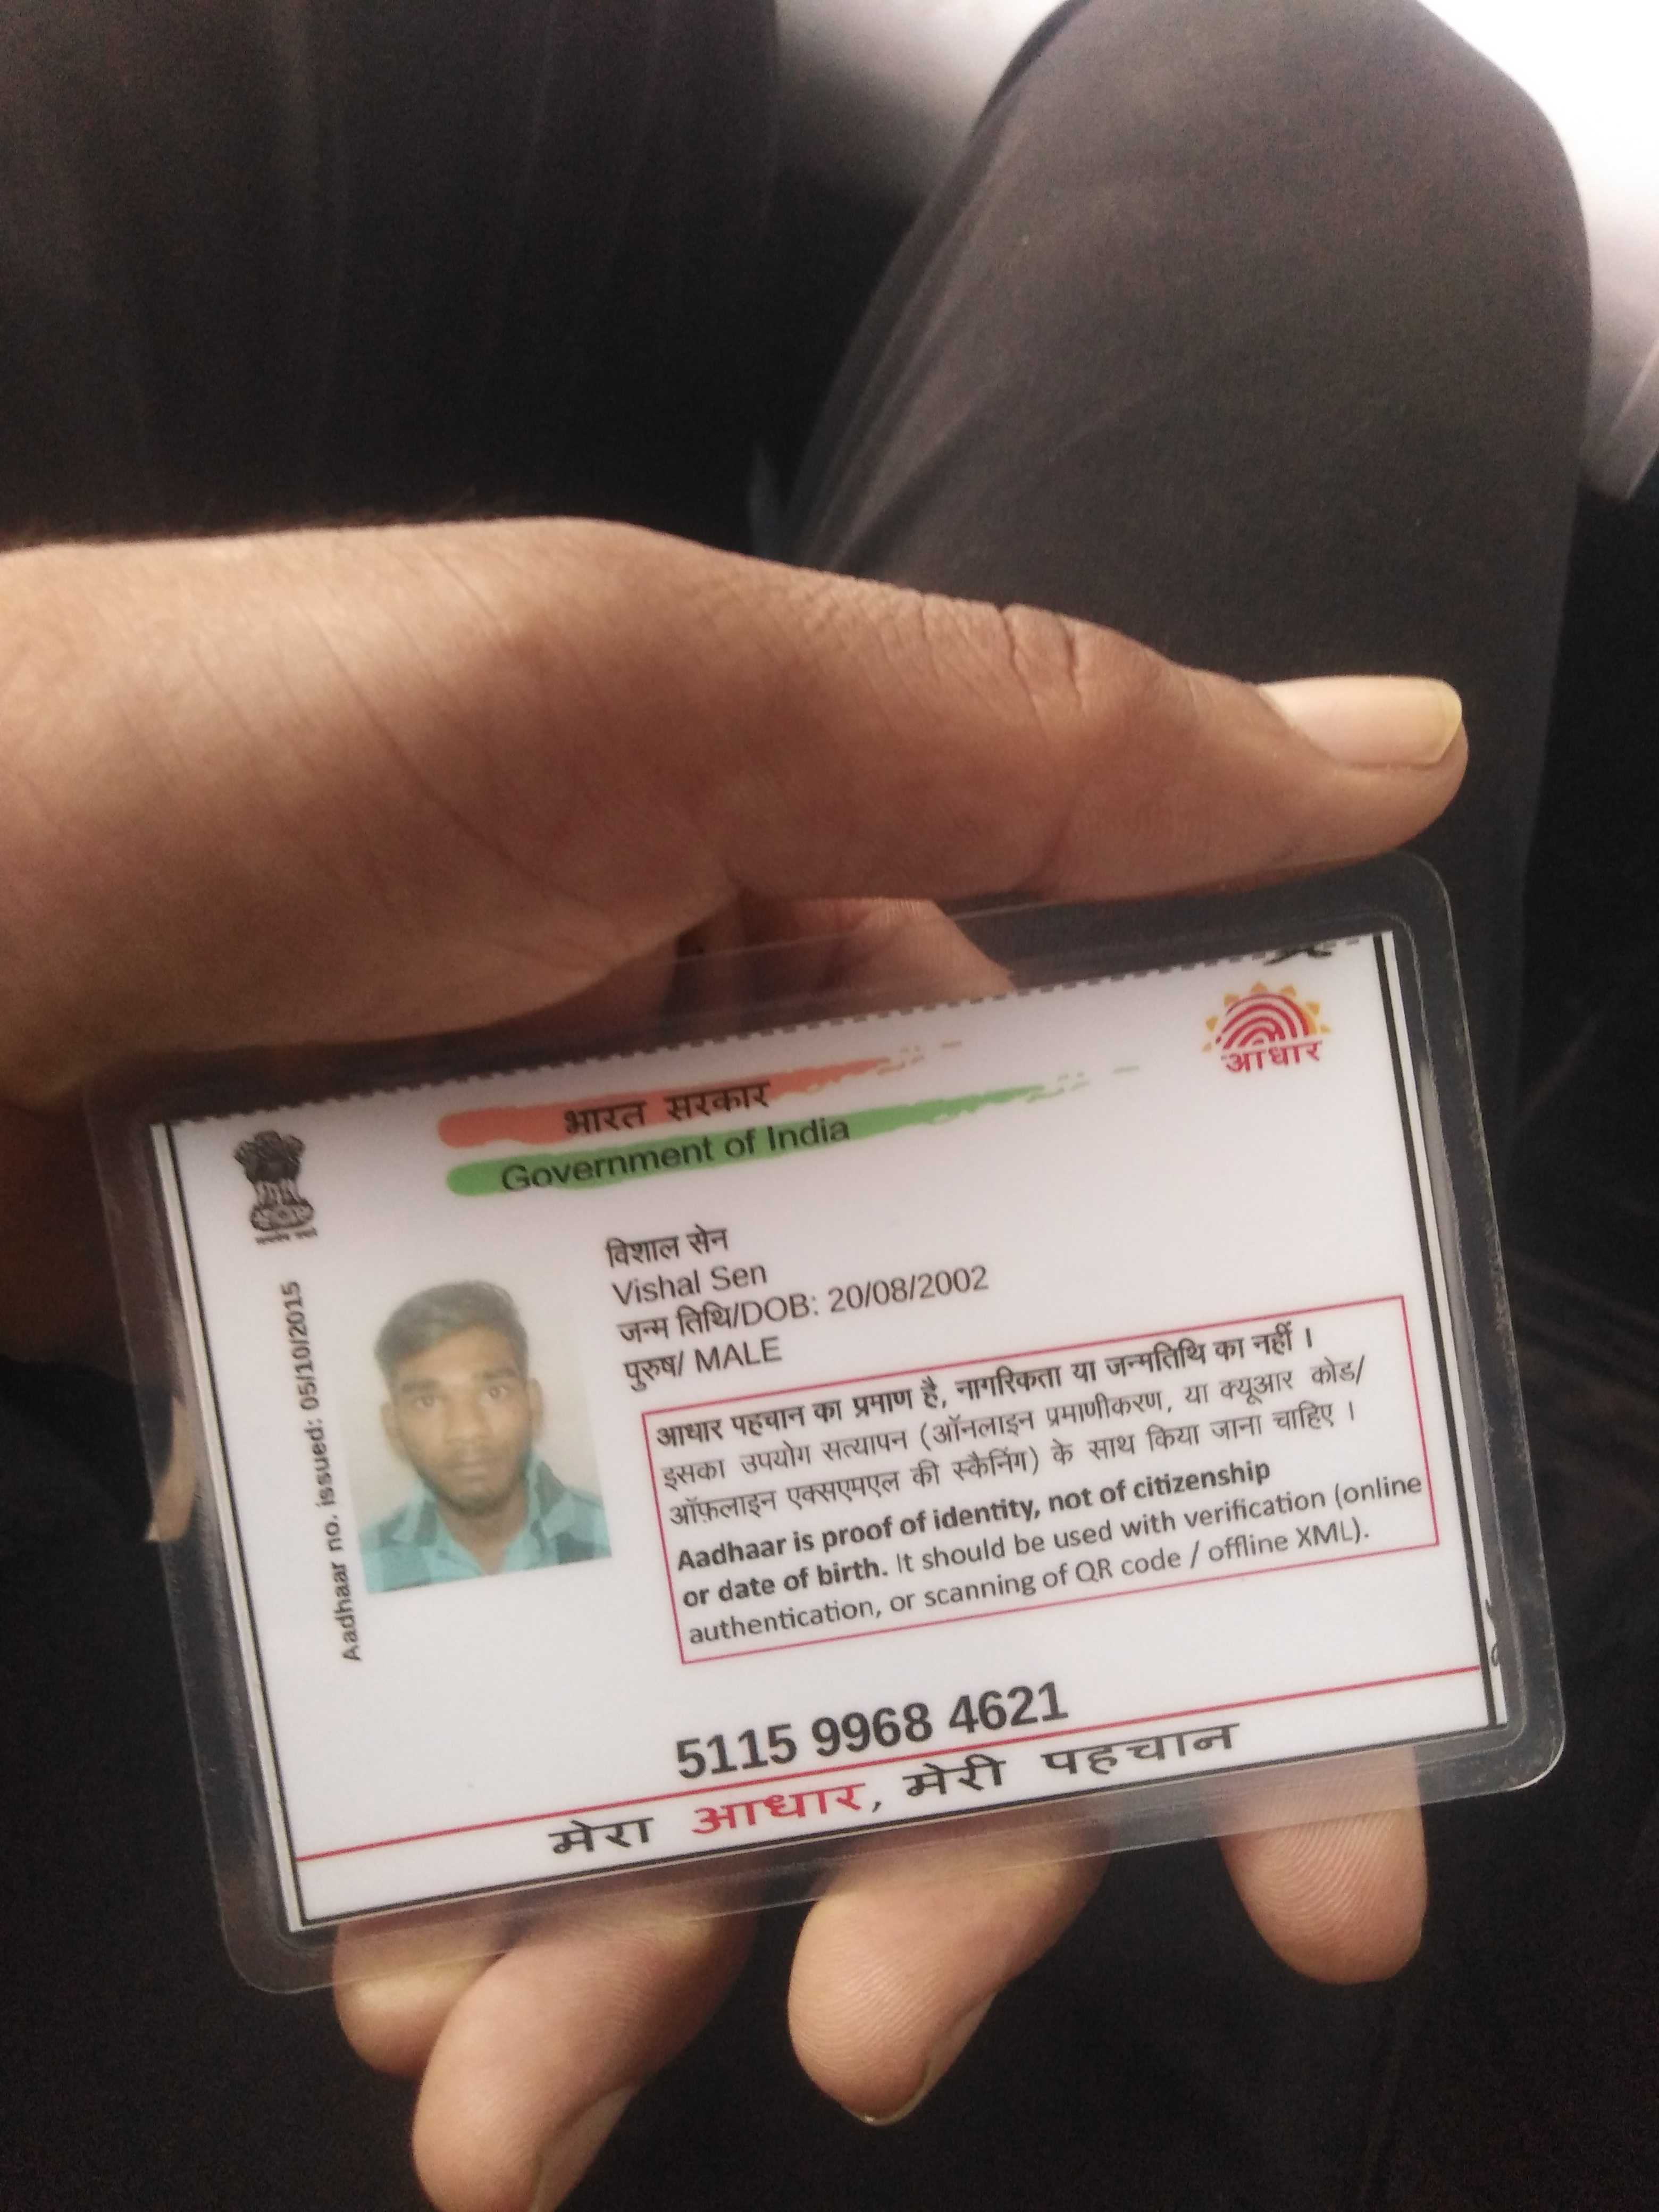 भारत सरकार
Government of India
आधार
Aadhaar no. issued: 05/10/2015
विशाल सेन
Vishal Sen
जन्म तिथि/DOB: 20/08/2002
पुरुष/ MALE
आधार पहचान का प्रमाण है, नागरिकता या जन्मतिथि का नहीं ।
इसका उपयोग सत्यापन (ऑनलाइन प्रमाणीकरण, या क्यूआर कोड/
ऑफ़लाइन एक्सएमएल की स्कैनिंग) के साथ किया जाना चाहिए ।
Aadhaar is proof of identity, not of citizenship
or date of birth. It should be used with verification (online
authentication, or scanning of QR code / offline XML).
5115 9968 4621
मेरा आधार, मेरी पहचान